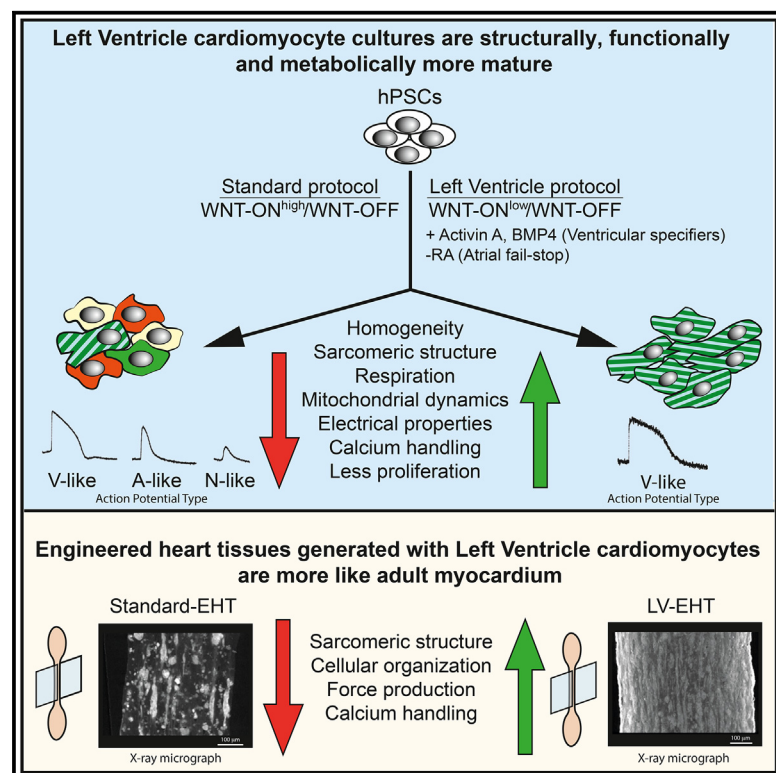 Left Ventricle cardiomyocyte cultures are structurally, functionally
and metabolically more mature
hPSCs
Standard protocol
WNT-ONhigh/WNT-OFF
Left Ventricle protocol
WNT-ONlow/WNT-OFF
+ Activin A, BMP4 (Ventricular specifiers)
-RA (Atrial fail-stop)
Homogeneity
Sarcomeric structure
Respiration
Mitochondrial dynamics
Electrical properties
Calcium handling
Less proliferation
V-like
A-like
N-like
Action Potential Type
V-like
Action Potential Type
Engineered heart tissues generated with Left Ventricle cardiomyocytes
are more like adult myocardium
Standard-EHT
100 µm
X-ray micrograph
Sarcomeric structure
Cellular organization
Force production
Calcium handling
LV-EHT
100 µm
X-ray micrograph